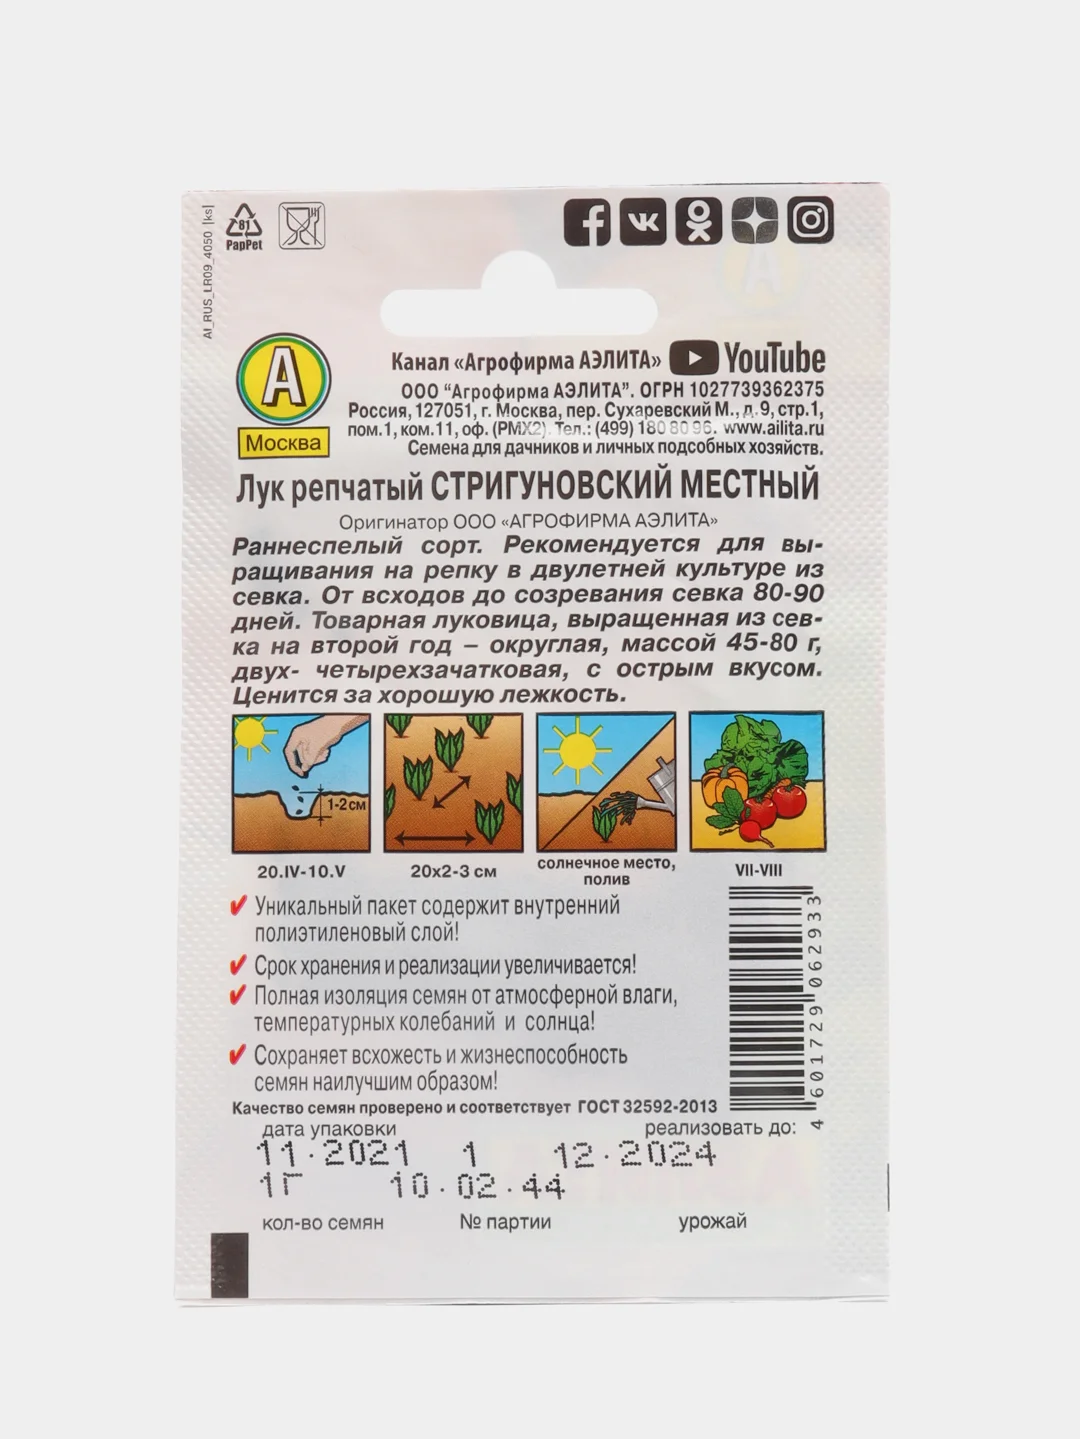 AI_RUS_LR09_4050 |ks|
81
PapPet
А
Москва
Канал «Агрофирма АЭЛИТА» YouTube
ООО “Агрофирма АЭЛИТА”. ОГРН 1027739362375
Россия, 127051, г. Москва, пер. Сухаревский М., д.9, стр.1,
пом.1, ком.11, оф. (РМХ2). Тел.: (499) 180 80 96. www.ailita.ru
Семена для дачников и личных подсобных хозяйств.
Лук репчатый СТРИГУНОВСКИЙ МЕСТНЫЙ
Оригинатор ООО «АГРОФИРМА АЭЛИТА»
Раннеспелый сорт. Рекомендуется для вы-
ращивания на репку в двулетней культуре из
севка. От всходов до созревания севка 80-90
дней. Товарная луковица, выращенная из сев-
ка на второй год – округлая, массой 45-80 г,
двух- четырехзачатковая, с острым вкусом.
Ценится за хорошую лежкость.
1-2 см
20.IV-10.V
20x2-3 см
солнечное место,
полив
VII-VIII
Уникальный пакет содержит внутренний
полиэтиленовый слой!
Срок хранения и реализации увеличивается!
Полная изоляция семян от атмосферной влаги,
температурных колебаний и солнца!
Сохраняет всхожесть и жизнеспособность
семян наилучшим образом!
4 601729 062933
Качество семян проверено и соответствует ГОСТ 32592-2013
дата упаковки реализовать до:
11.2021 1 12.2024
1Г 10.02.44
кол-во семян № партии урожай